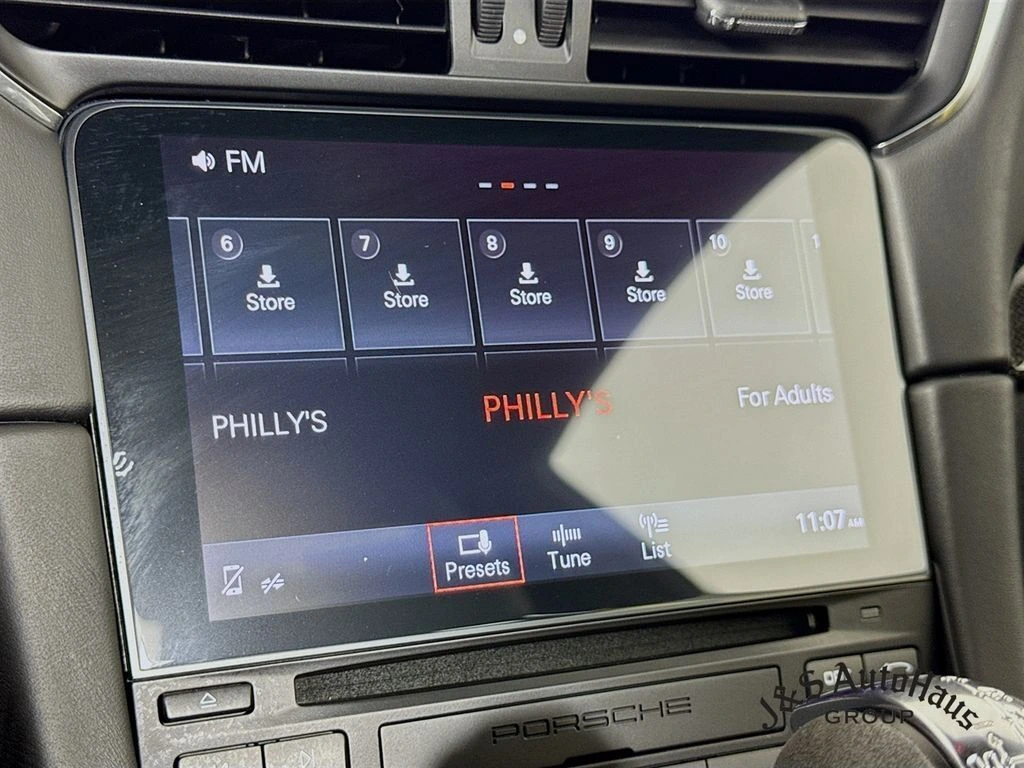 FM
6 7 8 9 10 1
Store Store Store Store Store
PHILLY'S PHILLY'S For Adults
Presets Tune List 11:07 AM
PORSCHE
J&S AutoHaus
GROUP